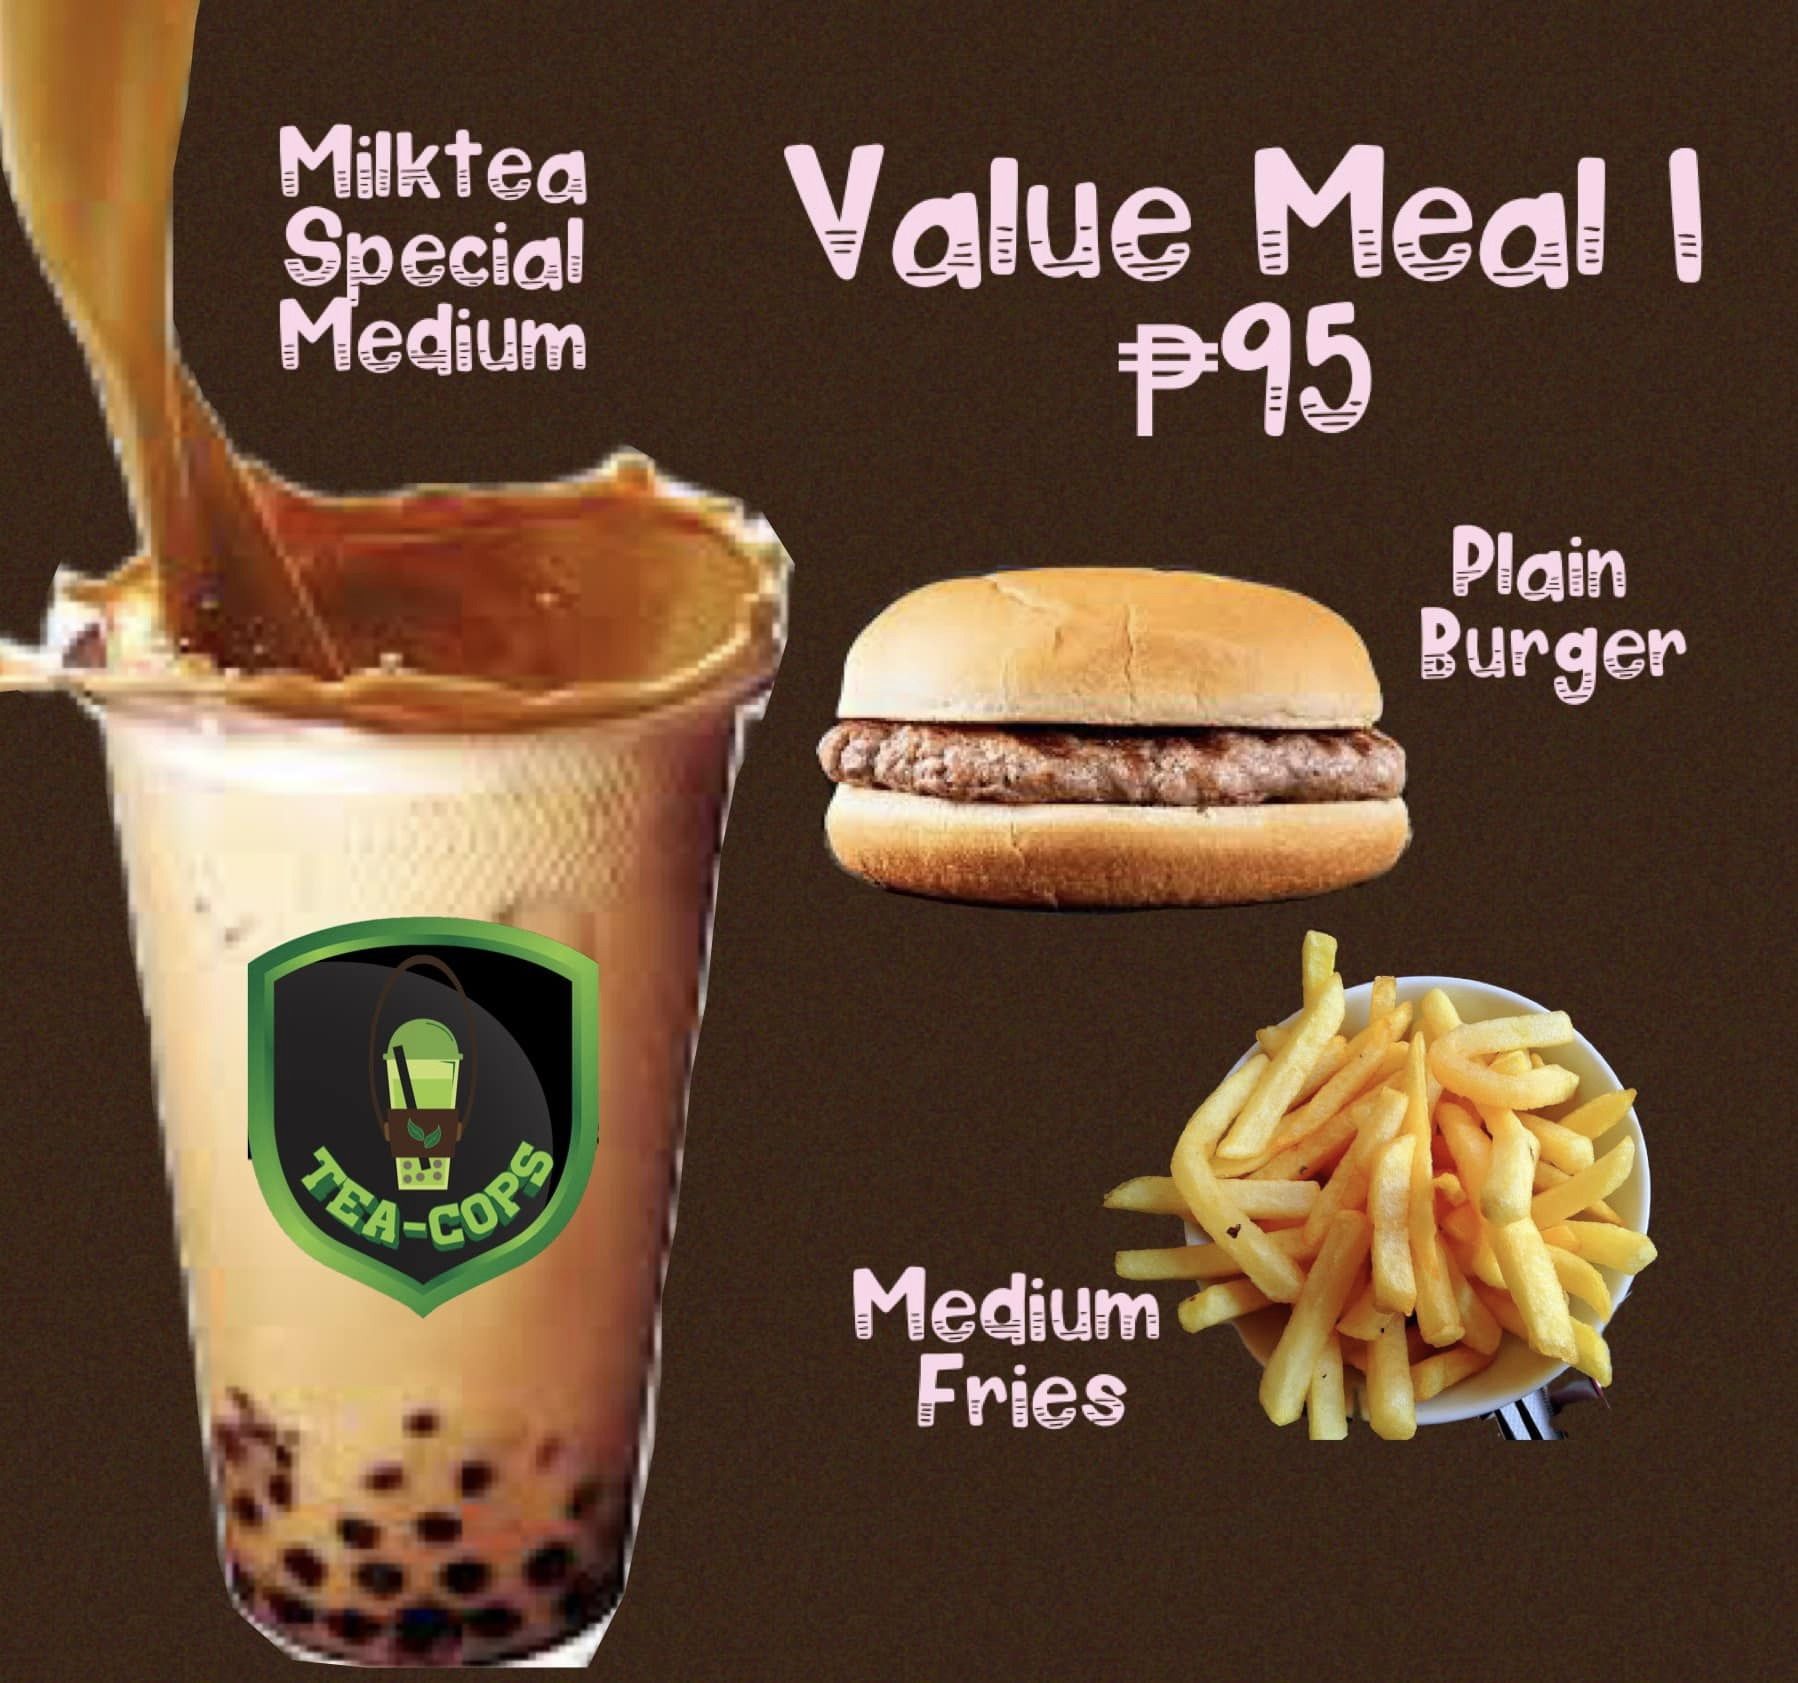 Milktea
Special
Medium
Value Meal 1
₱95
Plain
Burger
TEA-COPS
Medium
Fries